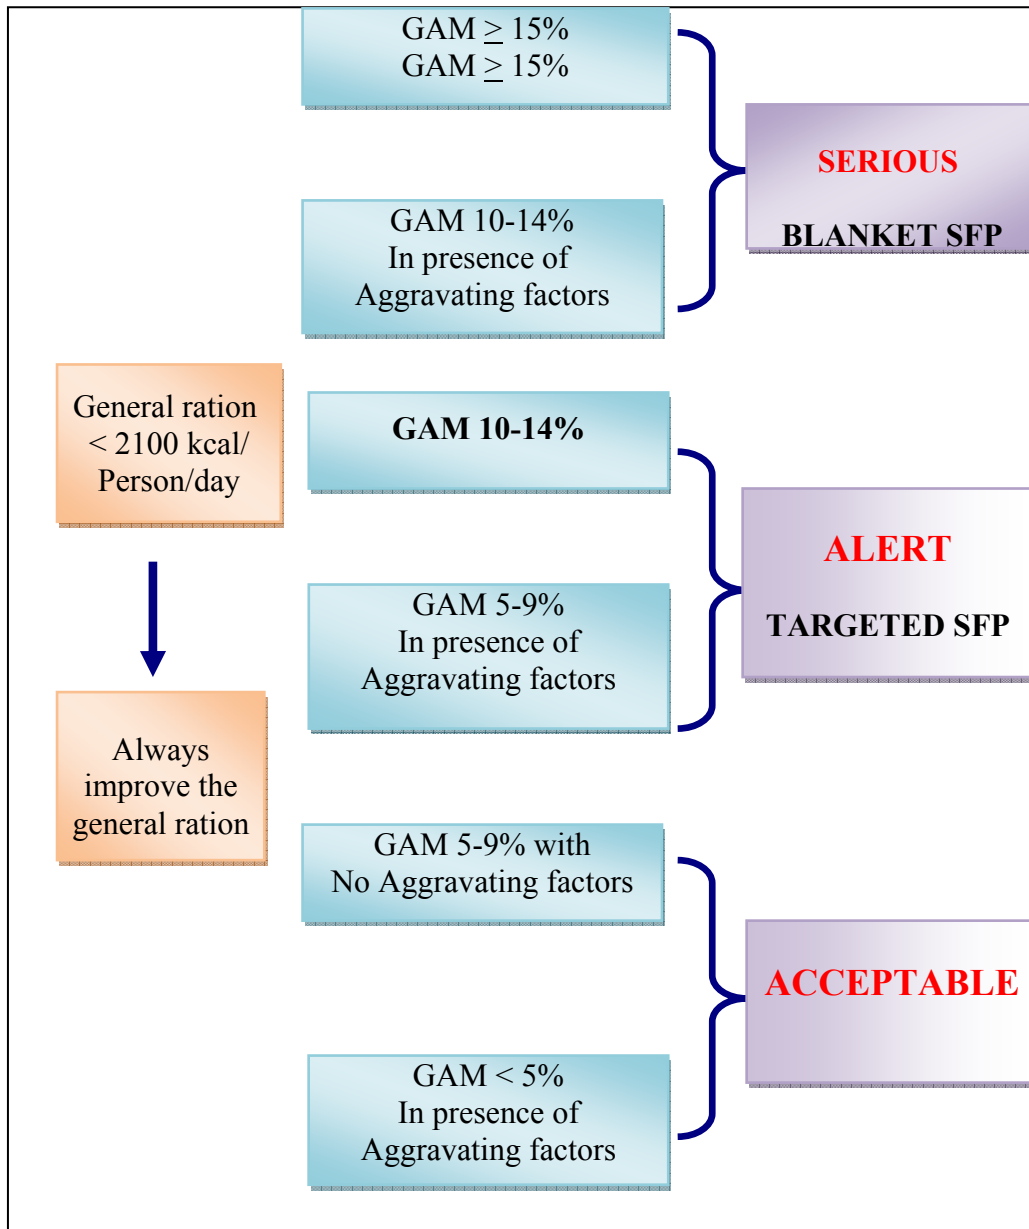 GAM ≥ 15%
GAM ≥ 15%
SERIOUS
BLANKET SFP
GAM 10-14%
In presence of
Aggravating factors
General ration
< 2100 kcal/
Person/day
GAM 10-14%
ALERT
TARGETED SFP
GAM 5-9%
In presence of
Aggravating factors
Always
improve the
general ration
GAM 5-9% with
No Aggravating factors
ACCEPTABLE
GAM < 5%
In presence of
Aggravating factors